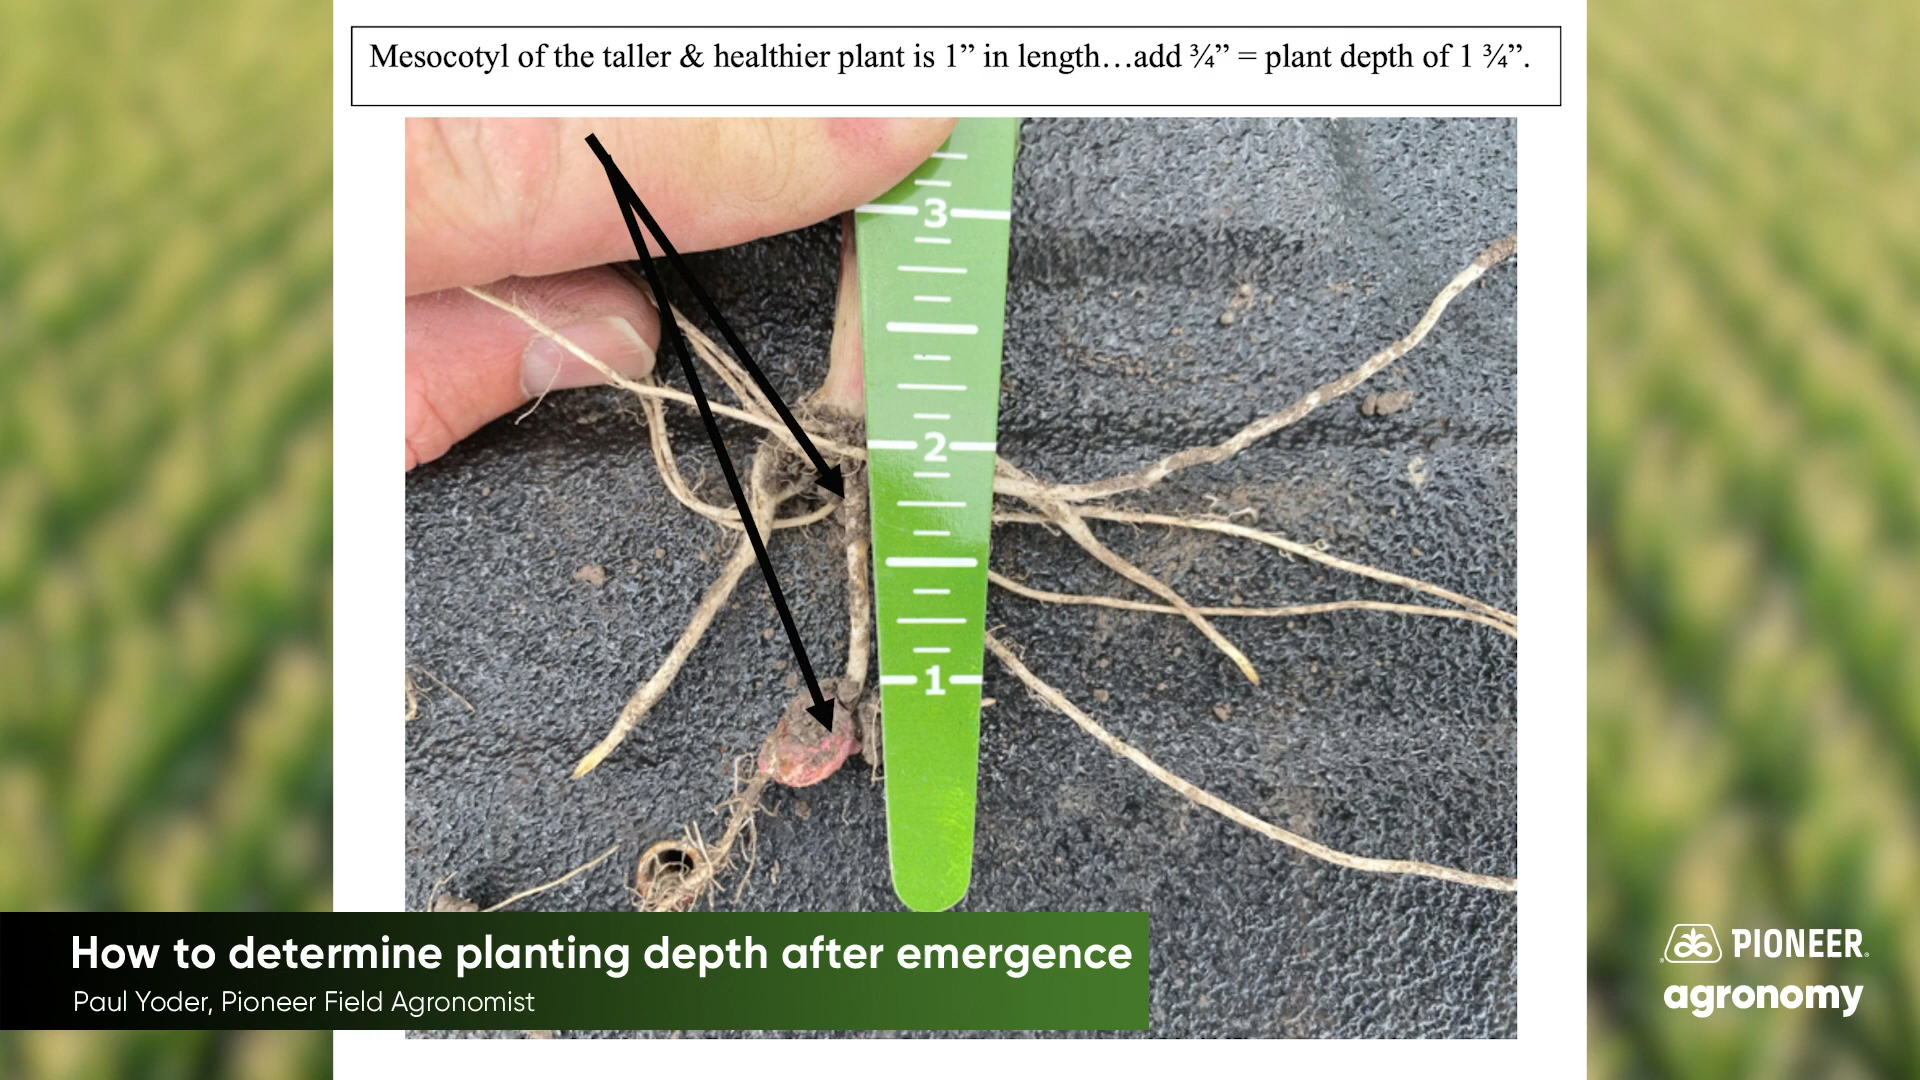 Mesocotyl of the taller & healthier plant is 1” in length…add ¾” = plant depth of 1 ¾”.
3
2
1
How to determine planting depth after emergence
Paul Yoder, Pioneer Field Agronomist
PIONEER
agronomy